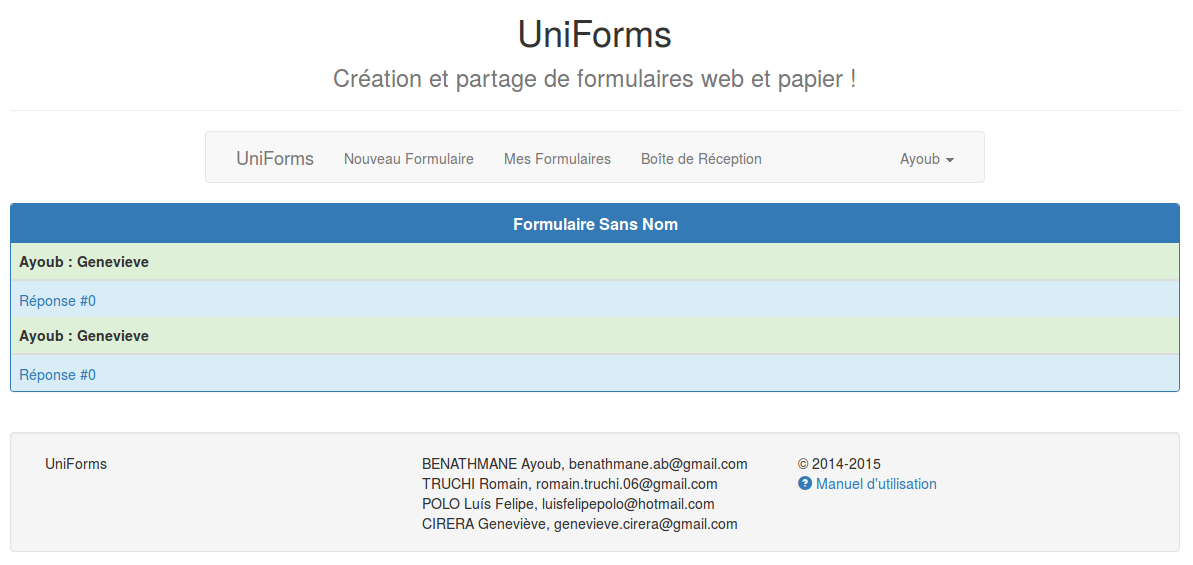 UniForms
Création et partage de formulaires web et papier !
UniForms Nouveau Formulaire Mes Formulaires Boîte de Réception Ayoub
Formulaire Sans Nom
Ayoub : Genevieve
Réponse #0
Ayoub : Genevieve
Réponse #0
UniForms
BENATHMANE Ayoub, benathmane.ab@gmail.com
TRUCHI Romain, romain.truchi.06@gmail.com
POLO Luís Felipe, luisfelipepolo@hotmail.com
CIRERA Geneviève, genevieve.cirera@gmail.com
© 2014-2015
Manuel d'utilisation